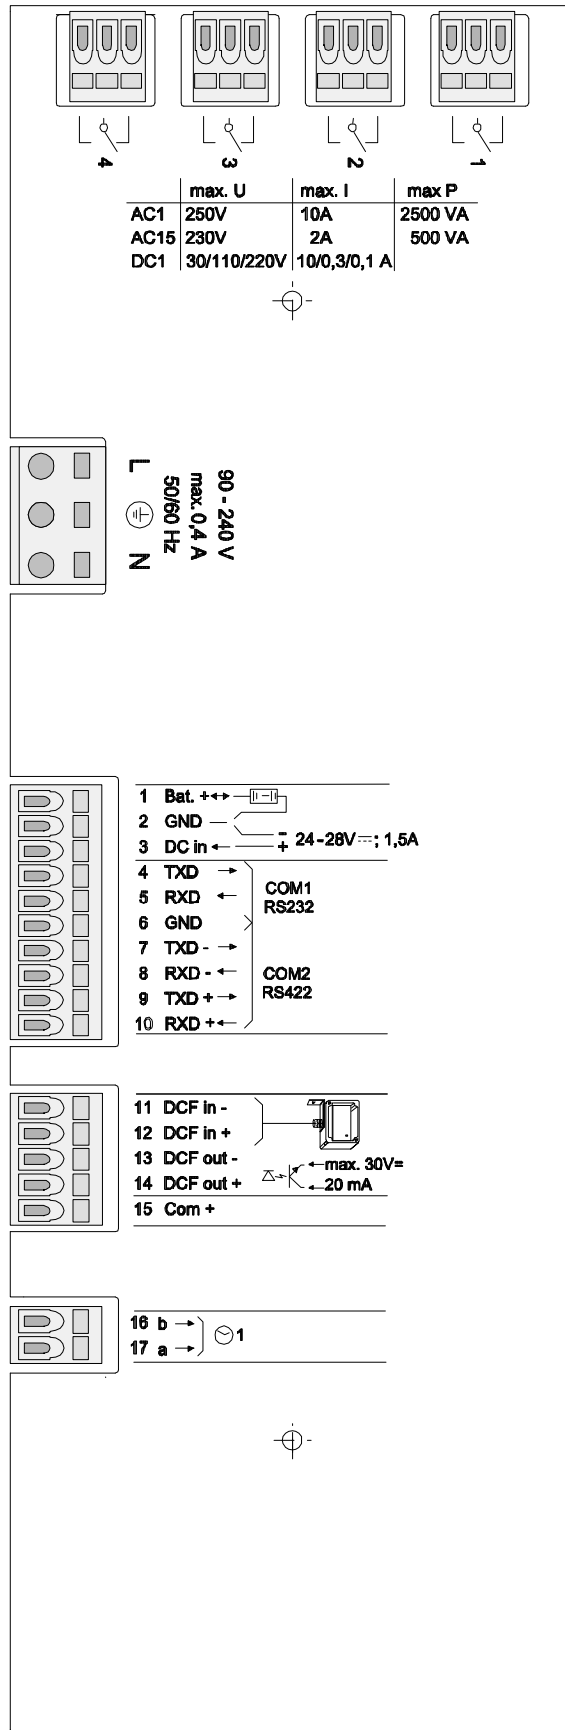 4 3 2 1
max. U max. I max P
AC1 250V 10A 2500 VA
AC15 230V 2A 500 VA
DC1 30/110/220V 10/0,3/0,1 A
L N
90 - 240 V
max. 0,4 A
50/60 Hz
1 Bat. +
2 GND
3 DC in
- 24-28V ; 1,5A
+
4 TXD
5 RXD
6 GND
7 TXD -
8 RXD -
9 TXD +
10 RXD +
COM1
RS232
COM2
RS422
11 DCF in -
12 DCF in +
13 DCF out -
14 DCF out +
max. 30V=
20 mA
15 Com +
16 b
17 a
1